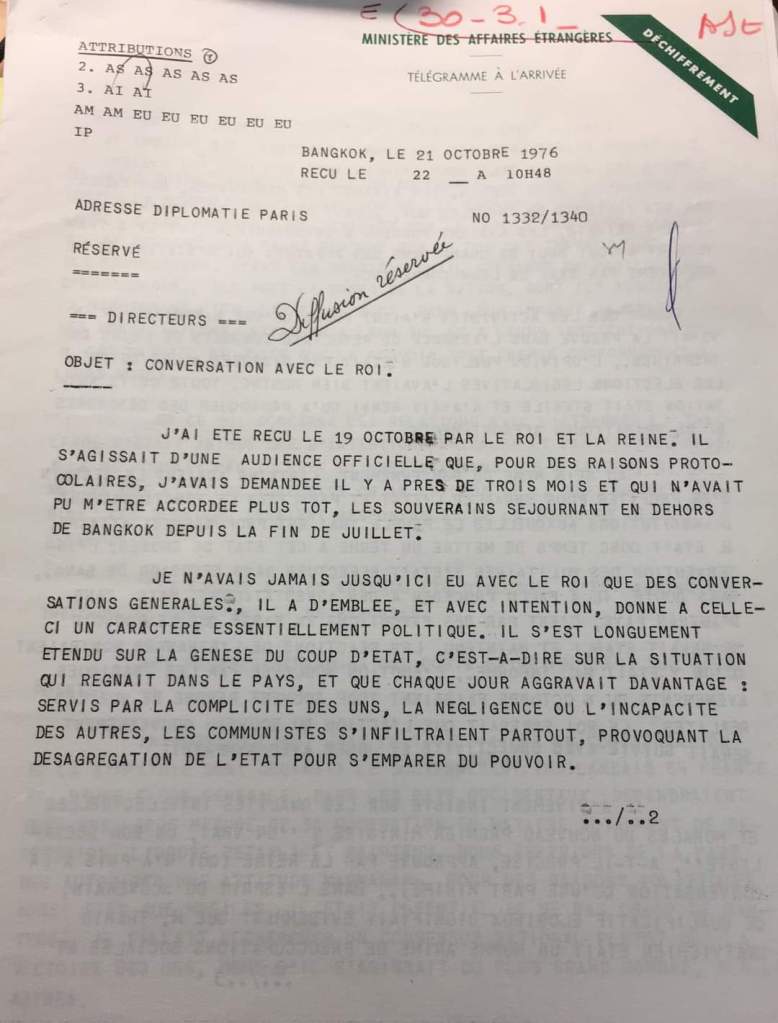 E (30-3.1_
ASE
MINISTÈRE DES AFFAIRES ÉTRANGÈRES
DÉCHIFFREMENT
TÉLÉGRAMME À L'ARRIVÉE
ATTRIBUTIONS
2. AS AS AS AS AS
3. AI AI
AM AM EU EU EU EU EU EU
IP
BANGKOK, LE 21 OCTOBRE 1976
RECU LE 22 _ A 10H48
ADRESSE DIPLOMATIE PARIS NO 1332/1340
RÉSERVÉ
=======
Diffusion réservée
=== DIRECTEURS ===
OBJET : CONVERSATION AVEC LE ROI.
J'AI ETE RECU LE 19 OCTOBRE PAR LE ROI ET LA REINE. IL
S'AGISSAIT D'UNE AUDIENCE OFFICIELLE QUE, POUR DES RAISONS PROTO-
COLAIRES, J'AVAIS DEMANDEE IL Y A PRES DE TROIS MOIS ET QUI N'AVAIT
PU M'ETRE ACCORDEE PLUS TOT, LES SOUVERAINS SEJOURNANT EN DEHORS
DE BANGKOK DEPUIS LA FIN DE JUILLET.
JE N'AVAIS JAMAIS JUSQU'ICI EU AVEC LE ROI QUE DES CONVER-
SATIONS GENERALES., IL A D'EMBLEE, ET AVEC INTENTION, DONNE A CELLE-
CI UN CARACTERE ESSENTIELLEMENT POLITIQUE. IL S'EST LONGUEMENT
ETENDU SUR LA GENESE DU COUP D'ETAT, C'EST-A-DIRE SUR LA SITUATION
QUI REGNAIT DANS LE PAYS, ET QUE CHAQUE JOUR AGGRAVAIT DAVANTAGE :
SERVIS PAR LA COMPLICITE DES UNS, LA NEGLIGENCE OU L'INCAPACITE
DES AUTRES, LES COMMUNISTES S'INFILTRAIENT PARTOUT, PROVOQUANT LA
DESAGREGATION DE L'ETAT POUR S'EMPARER DU POUVOIR.
.../..2